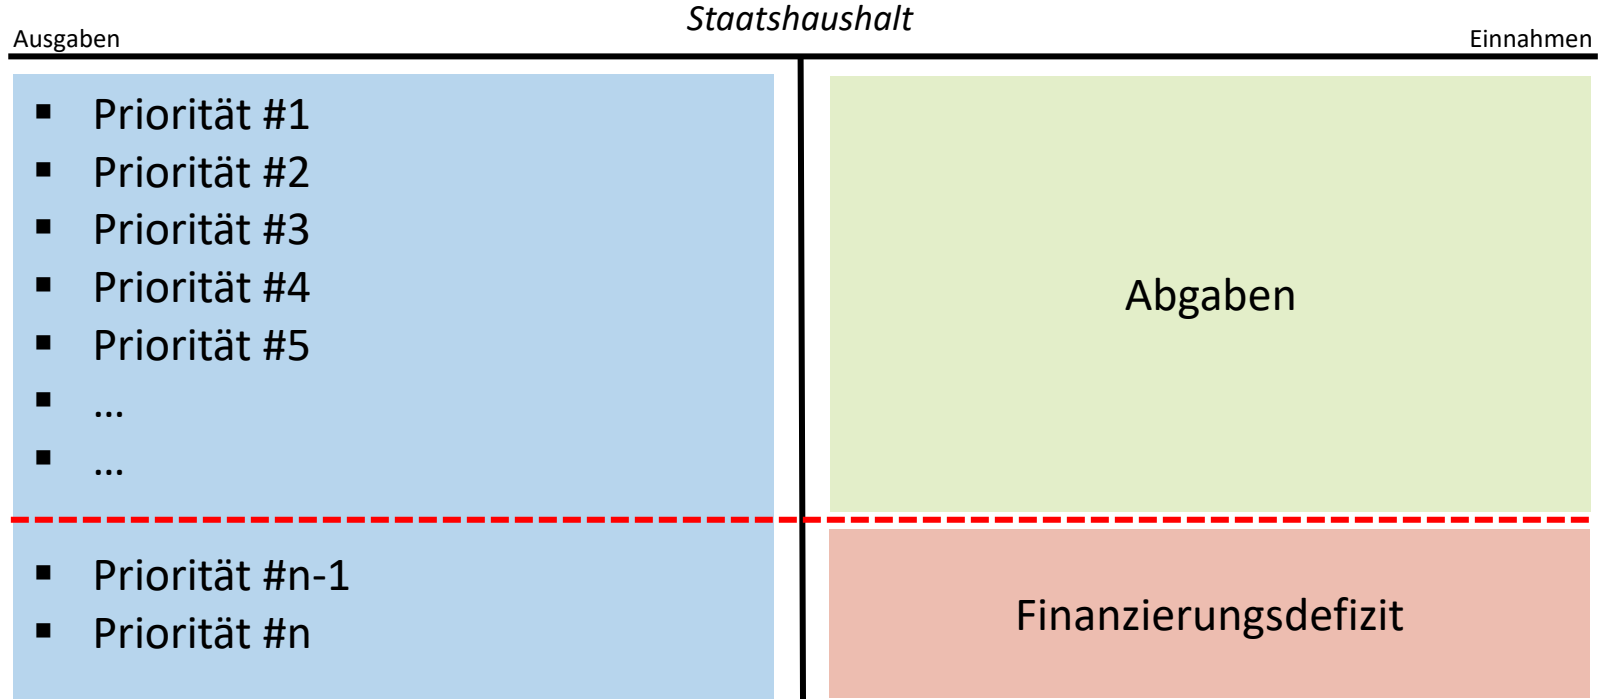 Staatshaushalt
Ausgaben
Einnahmen
▪ Priorität #1
▪ Priorität #2
▪ Priorität #3
▪ Priorität #4
▪ Priorität #5
▪ …
▪ …
▪ Priorität #n-1
▪ Priorität #n
Abgaben
Finanzierungsdefizit